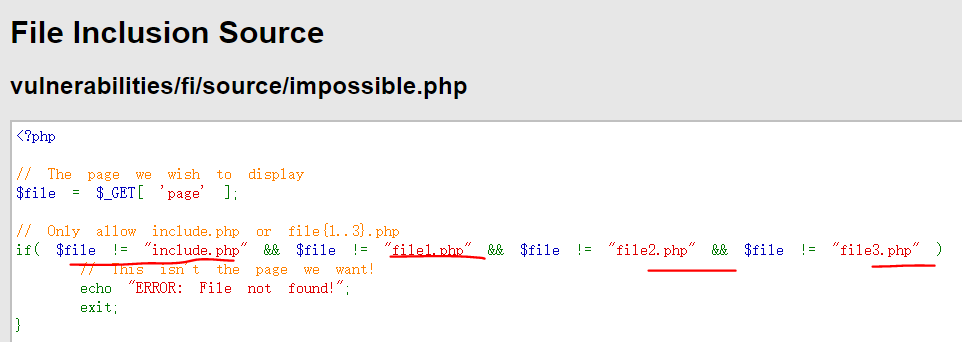 File Inclusion Source
vulnerabilities/fi/source/impossible.php
<?php
// The page we wish to display
$file = $_GET[ 'page' ];
// Only allow include.php or file{1..3}.php
if( $file != "include.php" && $file != "file1.php" && $file != "file2.php" && $file != "file3.php" )
// This isn't the page we want!
echo "ERROR: File not found!";
exit;
}